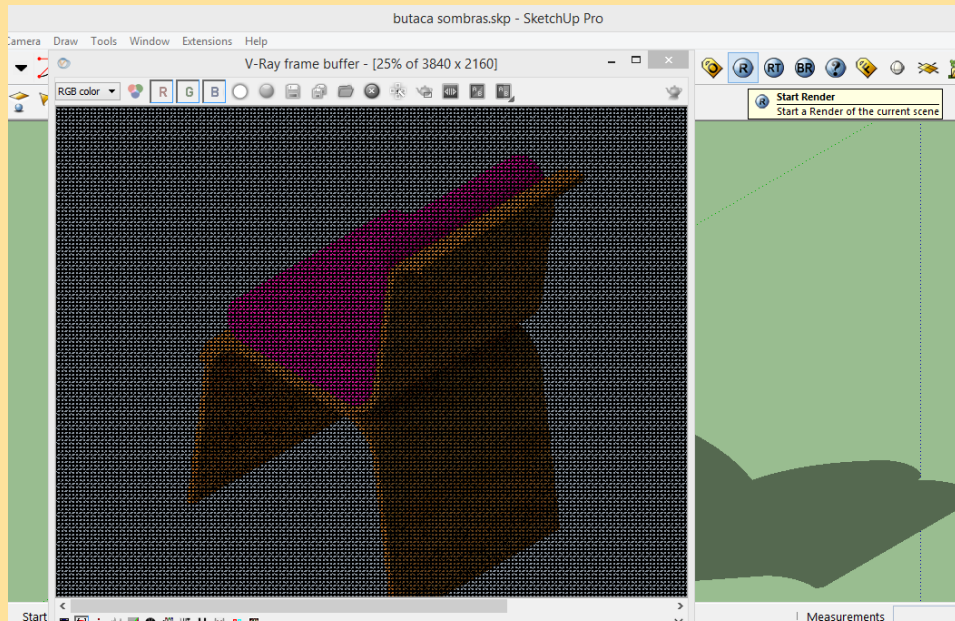 butaca sombras.skp - SketchUp Pro
Camera Draw Tools Window Extensions Help
V-Ray frame buffer - [25% of 3840 x 2160]
RGB color R G B
R RT BR ?
Start Render
R Start a Render of the current scene
Start
Measurements